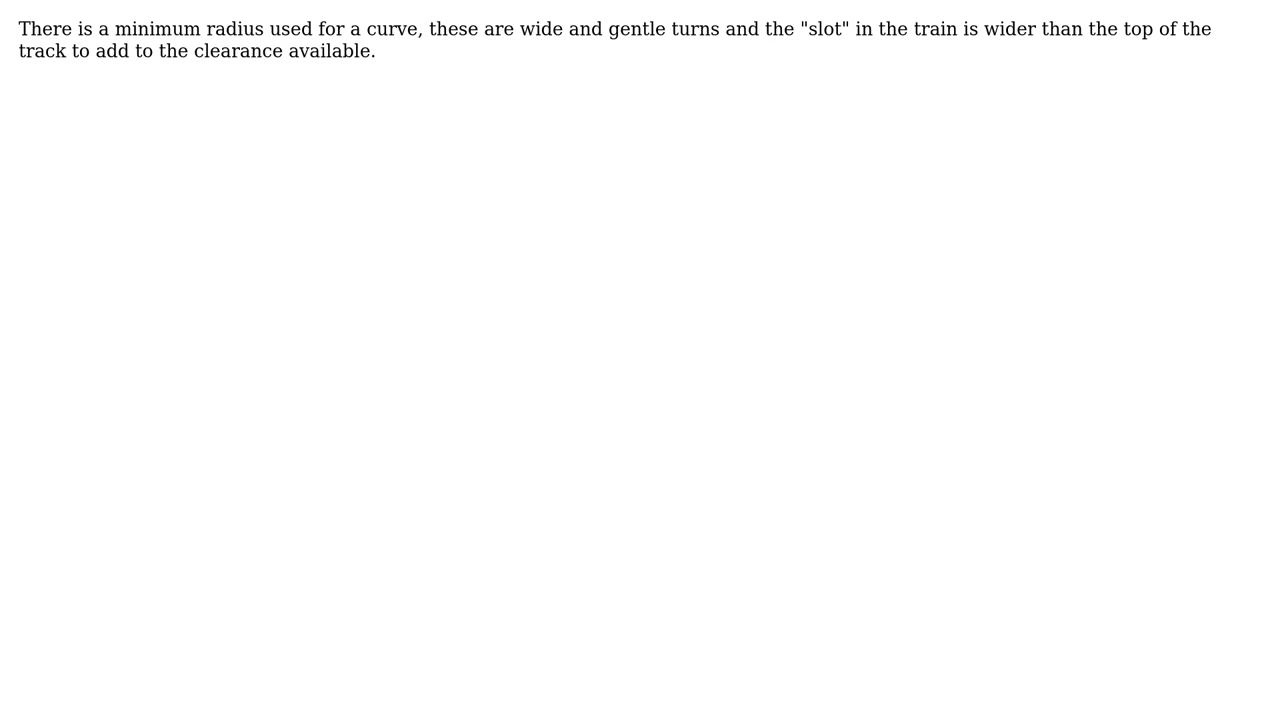 There is a minimum radius used for a curve, these are wide and gentle turns and the "slot" in the train is wider than the top of the
track to add to the clearance available.